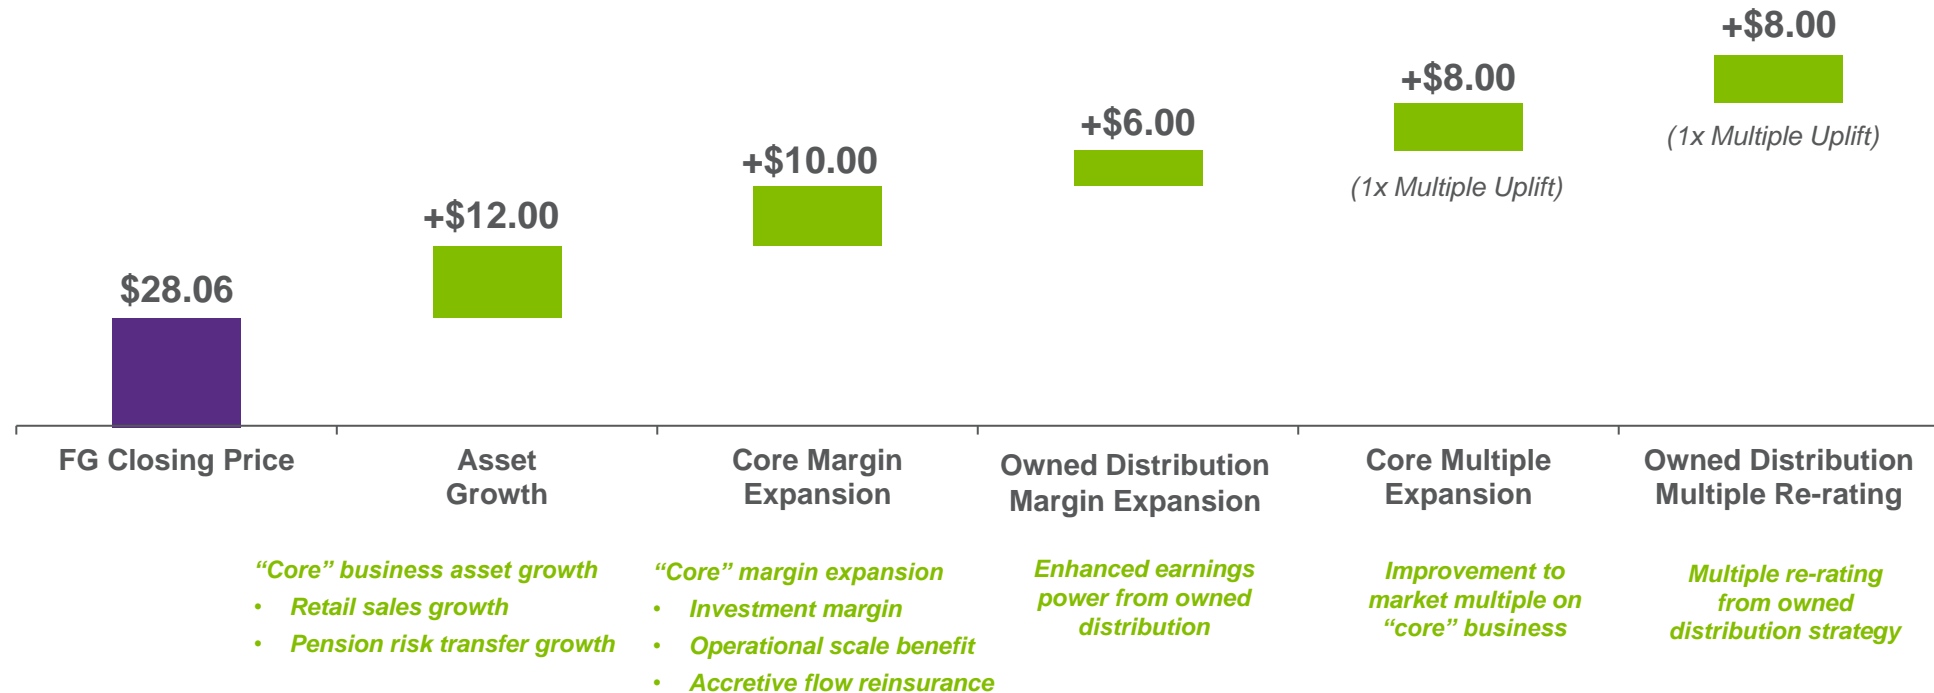 $28.06
+$12.00
+$10.00
+$6.00
+$8.00
(1x Multiple Uplift)
+$8.00
(1x Multiple Uplift)
FG Closing Price
Asset
Growth
Core Margin
Expansion
Owned Distribution
Margin Expansion
Core Multiple
Expansion
Owned Distribution
Multiple Re-rating
“Core” business asset growth
• Retail sales growth
• Pension risk transfer growth
“Core” margin expansion
• Investment margin
• Operational scale benefit
• Accretive flow reinsurance
Enhanced earnings
power from owned
distribution
Improvement to
market multiple on
“core” business
Multiple re-rating
from owned
distribution strategy